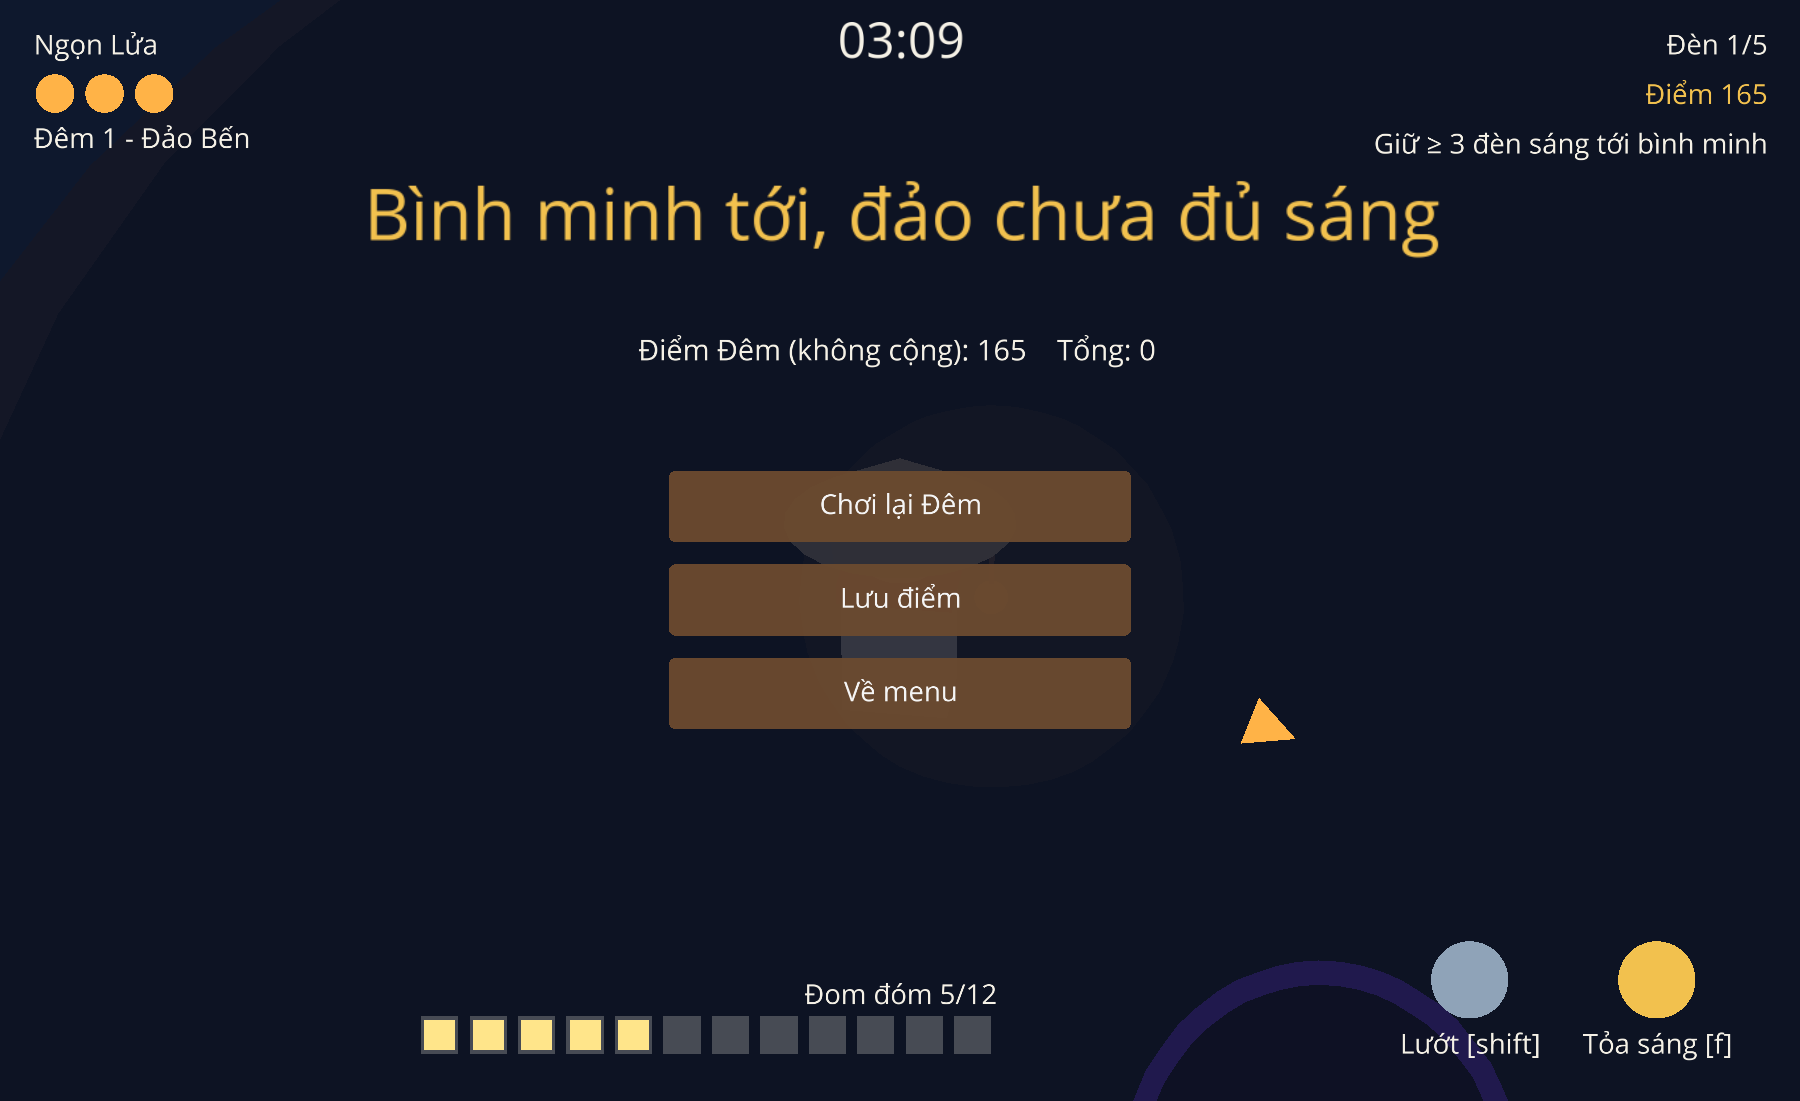 Ngọn Lửa
03:09
Đèn 1/5
Điểm 165
Đêm 1 - Đảo Bến
Giữ ≥ 3 đèn sáng tới bình minh
Bình minh tới, đảo chưa đủ sáng
Điểm Đêm (không cộng): 165 Tổng: 0
Chơi lại Đêm
Lưu điểm
Về menu
Đom đóm 5/12
Lướt [shift]
Tỏa sáng [f]